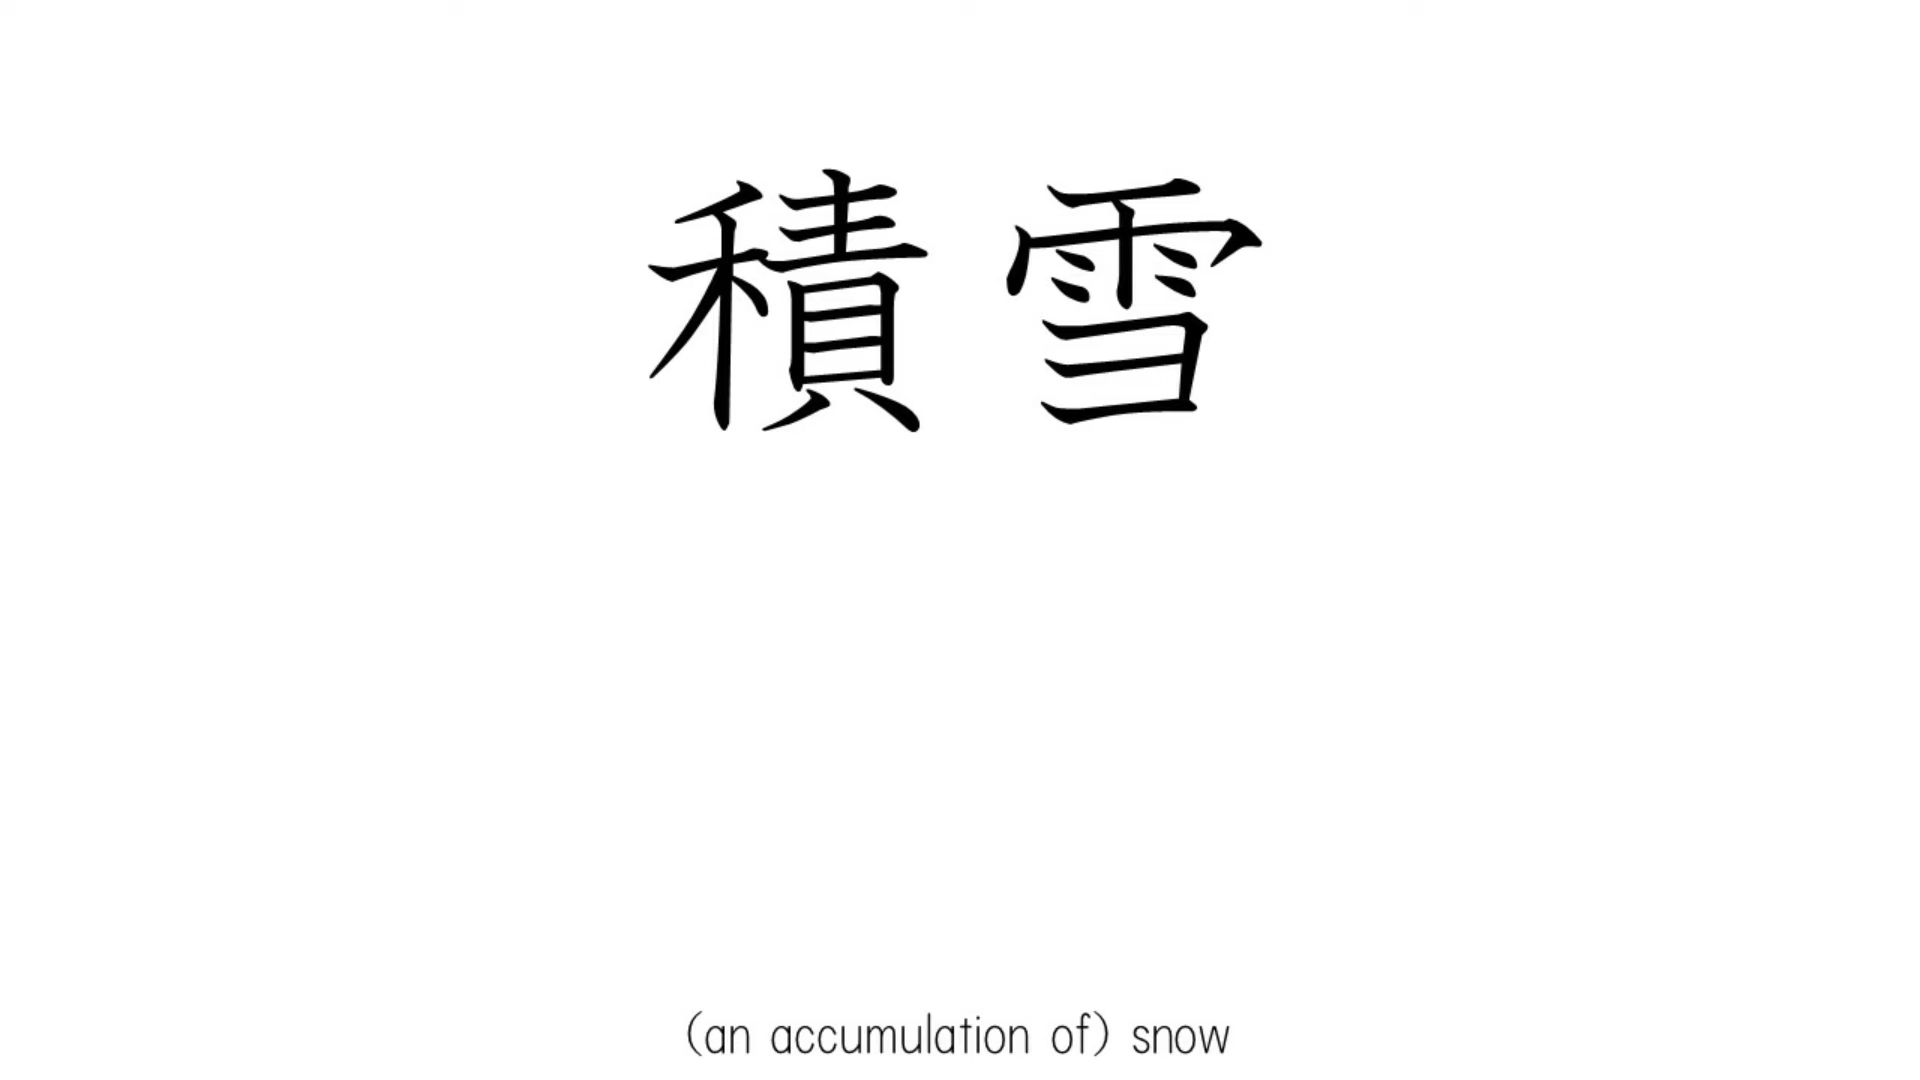 積雪
(an accumulation of) snow